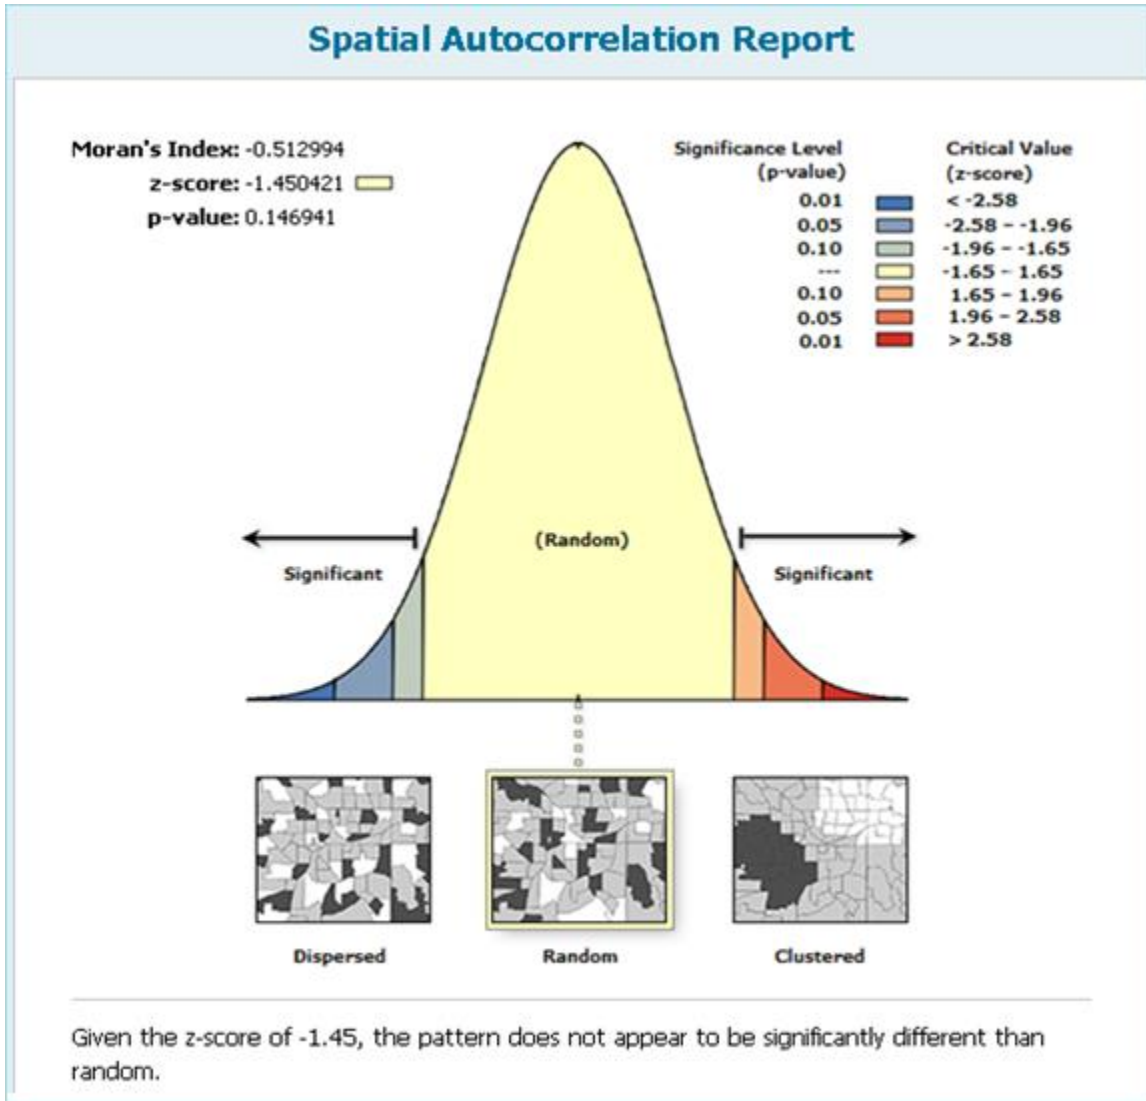 Spatial Autocorrelation Report
Moran's Index: -0.512994
z-score: -1.450421
p-value: 0.146941
Significance Level
(p-value)
Critical Value
(z-score)
0.01 < -2.58
0.05 -2.58 – -1.96
0.10 -1.96 – -1.65
--- -1.65 – 1.65
0.10 1.65 – 1.96
0.05 1.96 – 2.58
0.01 > 2.58
(Random)
Significant
Significant
Dispersed
Random
Clustered
Given the z-score of -1.45, the pattern does not appear to be significantly different than
random.